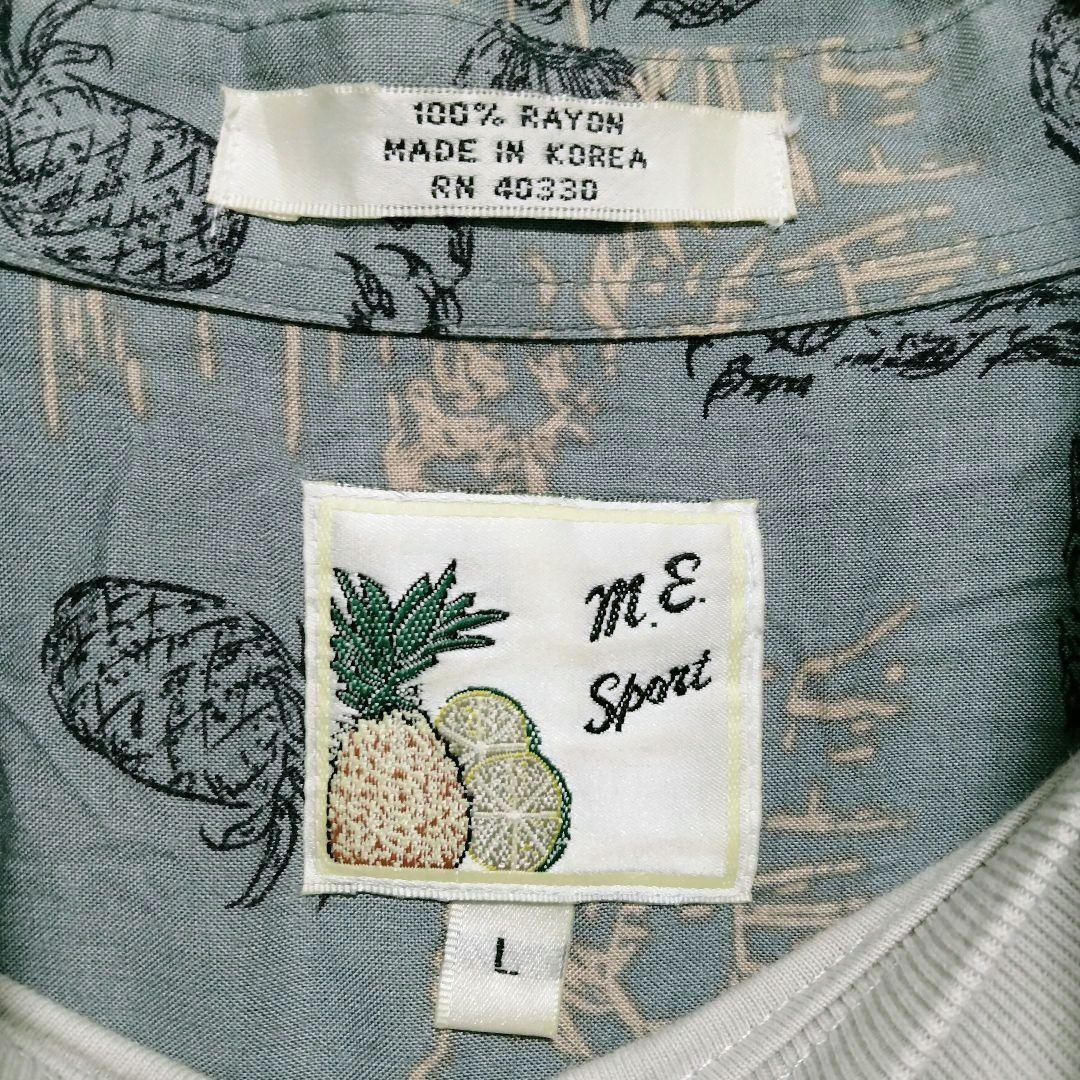 100% RAYON
MADE IN KOREA
RN 40330
M.E.
Sport
L